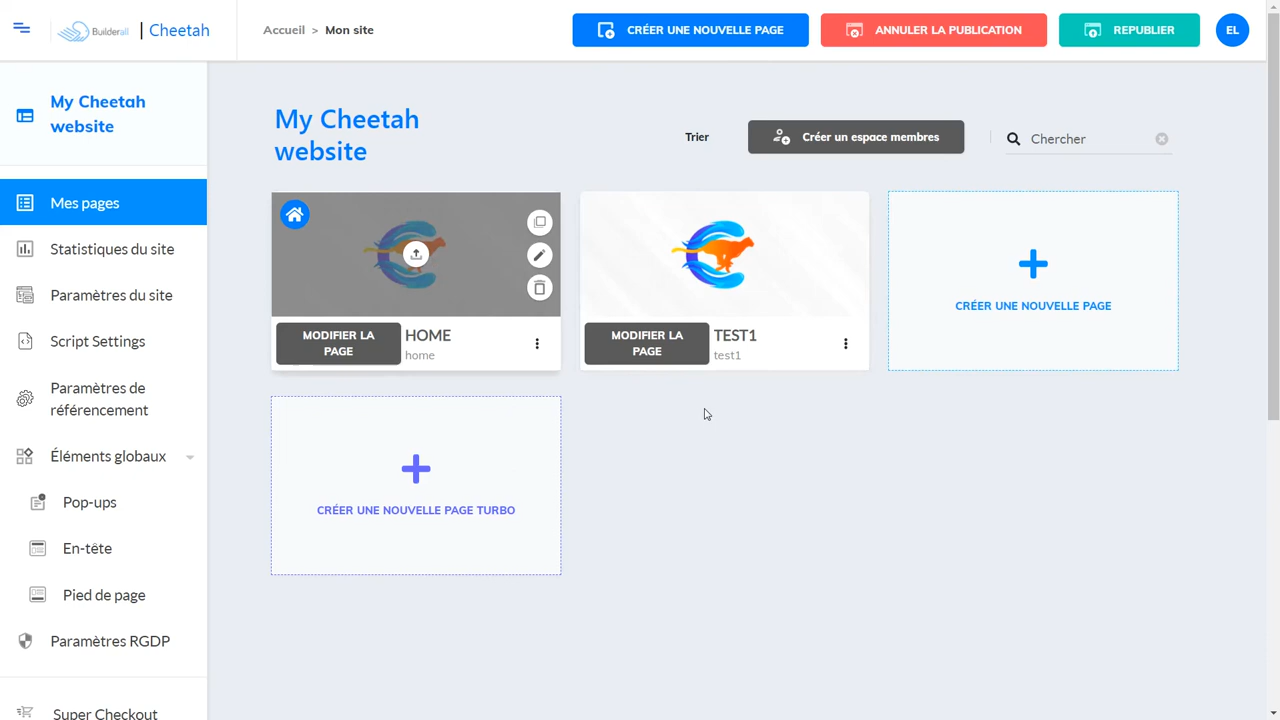 Builderall
Cheetah
Accueil > Mon site
CRÉER UNE NOUVELLE PAGE
ANNULER LA PUBLICATION
REPUBLIER
EL
My Cheetah
website
Mes pages
Statistiques du site
Paramètres du site
Script Settings
Paramètres de
référencement
Éléments globaux
Pop-ups
En-tête
Pied de page
Paramètres RGDP
Super Checkout
My Cheetah
website
Trier
Créer un espace membres
Chercher
MODIFIER LA
PAGE
HOME
home
MODIFIER LA
PAGE
TEST1
test1
CRÉER UNE NOUVELLE PAGE
CRÉER UNE NOUVELLE PAGE TURBO